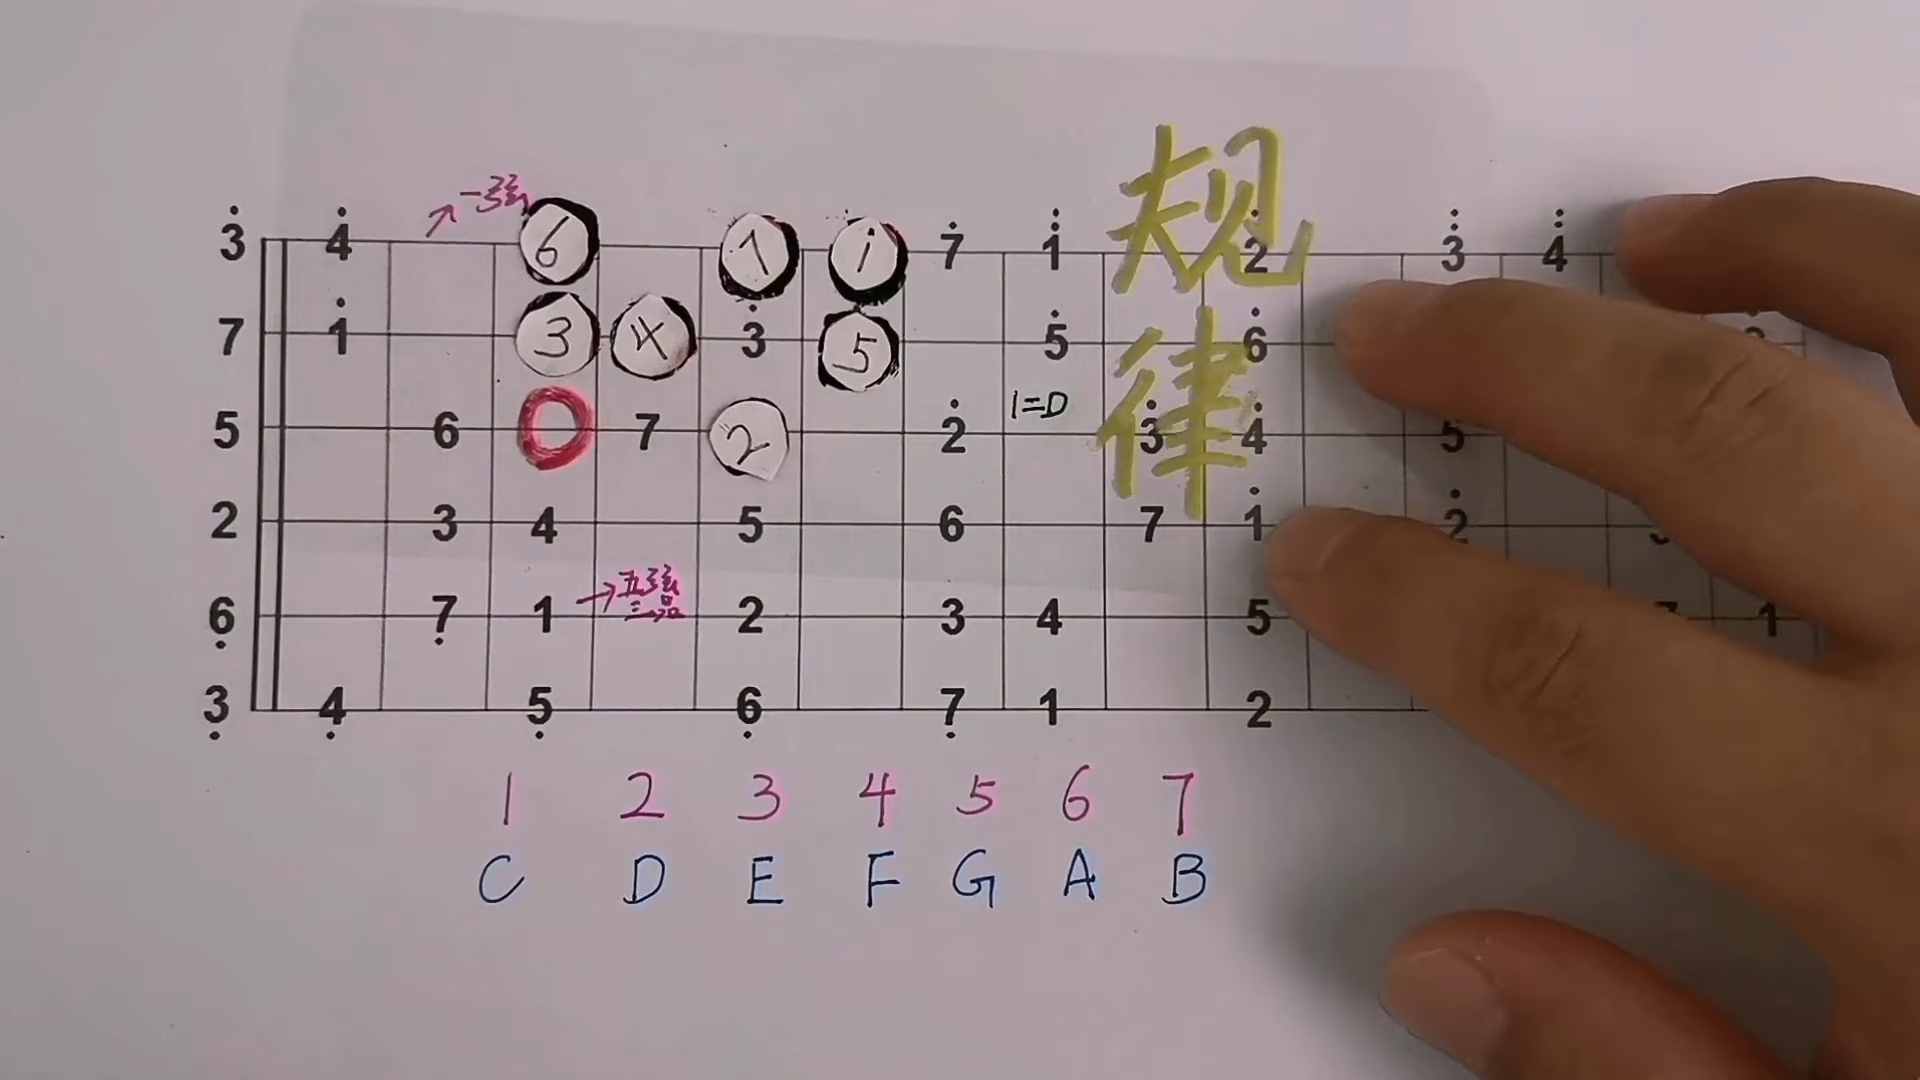 → 一弦
3 4 6 7 1 7 1 2 3 4
7 1 3 4 3 5 5 6
1=D
5 6 7 2 2 3 4 5
2 3 4 5 6 7 1 2
→ 五弦三品
6 7 1 2 3 4 5 1
3 4 5 6 7 1 2
规律
1 2 3 4 5 6 7
C D E F G A B